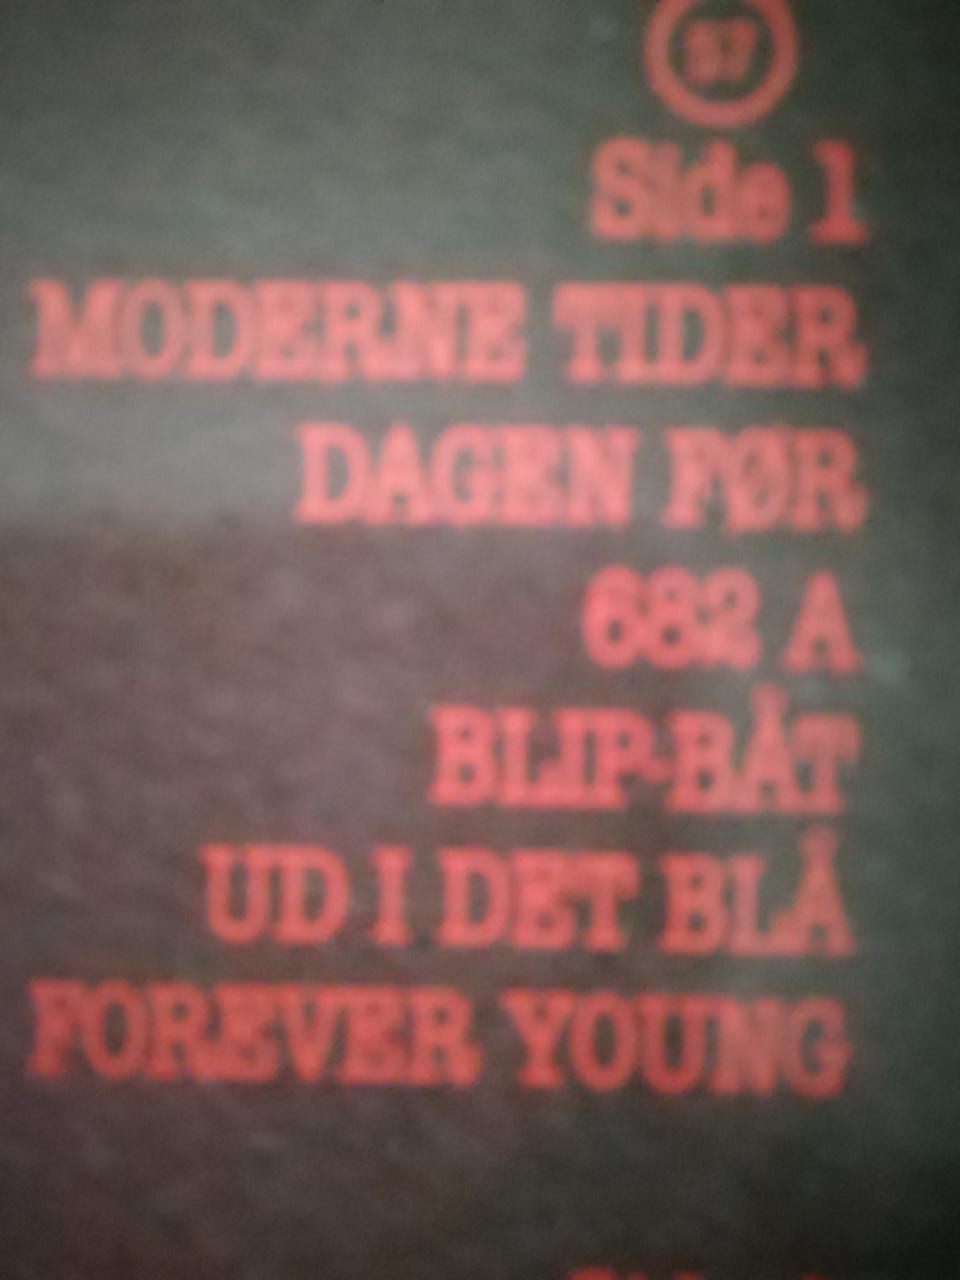 Side 1
MODERNE TIDER
DAGEN FØR
682 A
BLIP-BÅT
UD I DET BLÅ
FOREVER YOUNG